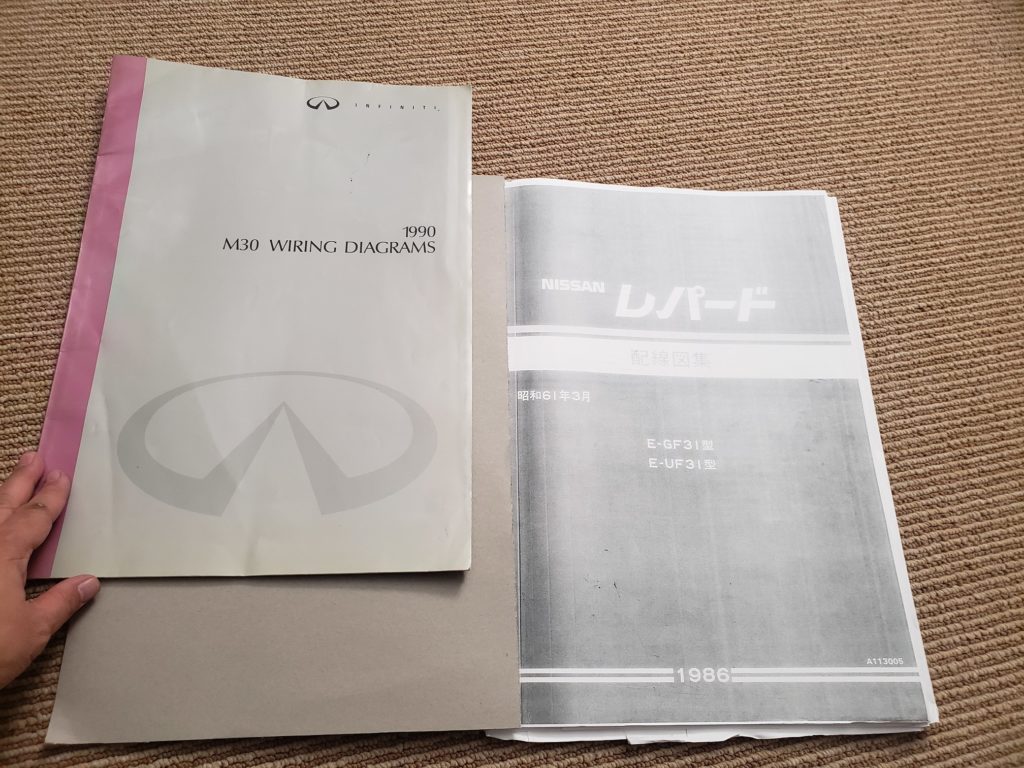 INFINITI
1990
M30 WIRING DIAGRAMS
NISSAN レパード
配線図集
昭和61年3月
E-GF31型
E-UF31型
A113005
1986